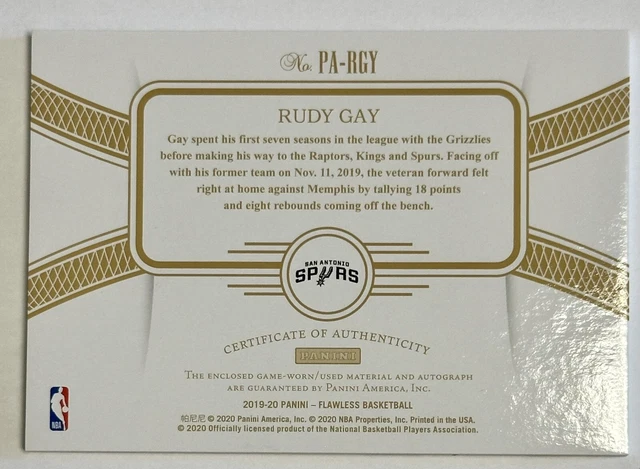 No. PA-RGY
RUDY GAY
Gay spent his first seven seasons in the league with the Grizzlies
before making his way to the Raptors, Kings and Spurs. Facing off
with his former team on Nov. 11, 2019, the veteran forward felt
right at home against Memphis by tallying 18 points
and eight rebounds coming off the bench.
SAN ANTONIO
SPURS
CERTIFICATE OF AUTHENTICITY
PANINI
THE ENCLOSED GAME-WORN/USED MATERIAL AND AUTOGRAPH
ARE GUARANTEED BY PANINI AMERICA, INC.
2019-20 PANINI – FLAWLESS BASKETBALL
帕尼尼 © 2020 Panini America, Inc. © 2020 NBA Properties, Inc. Printed in the USA.
© 2020 Officially licensed product of the National Basketball Players Association.
NBA